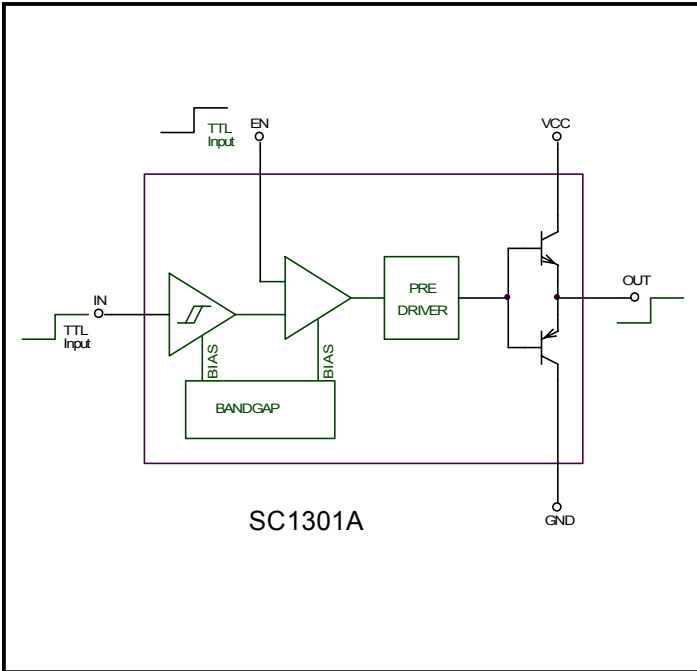 TTL
Input
EN
VCC
IN
TTL
Input
PRE
DRIVER
OUT
BIAS
BIAS
BANDGAP
SC1301A
GND